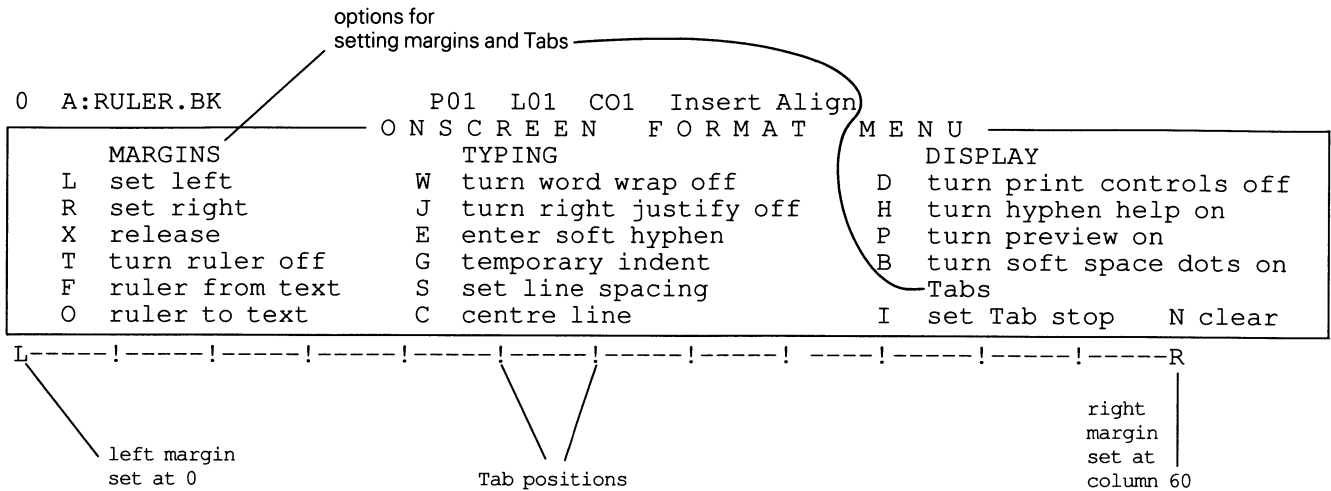 options for
setting margins and Tabs
0 A:RULER.BK P01 L01 CO1 Insert Align
ONSCREEN FORMAT MENU
MARGINS TYPING DISPLAY
L set left W turn word wrap off D turn print controls off
R set right J turn right justify off H turn hyphen help on
X release E enter soft hyphen P turn preview on
T turn ruler off G temporary indent B turn soft space dots on
F ruler from text S set line spacing Tabs
O ruler to text C centre line I set Tab stop N clear
L-----!-----!-----!-----!-----!-----!-----!-----! ----!-----!-----!-----R
left margin
set at 0
Tab positions
right
margin
set at
column 60